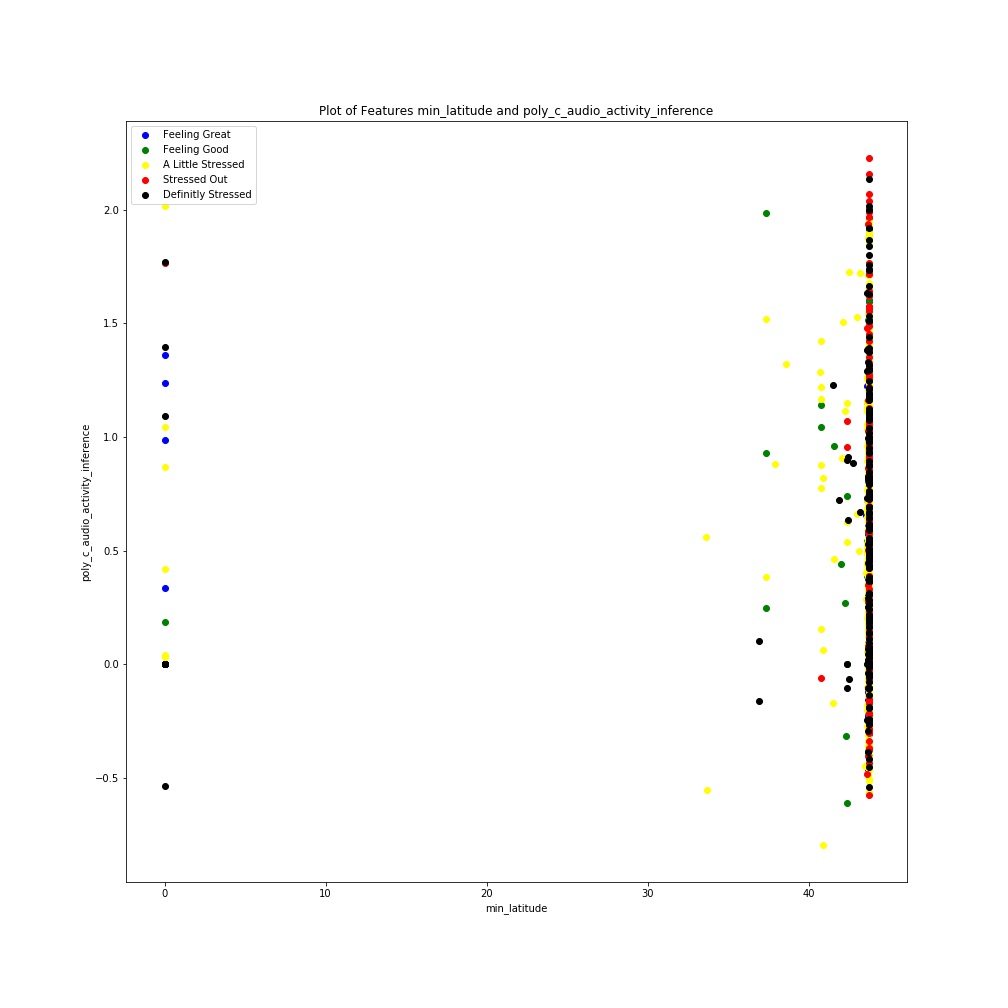 Plot of Features min_latitude and poly_c_audio_activity_inference
Feeling Great
Feeling Good
A Little Stressed
Stressed Out
Definitly Stressed
poly_c_audio_activity_inference
2.0
1.5
1.0
0.5
0.0
−0.5
0 10 20 30 40
min_latitude